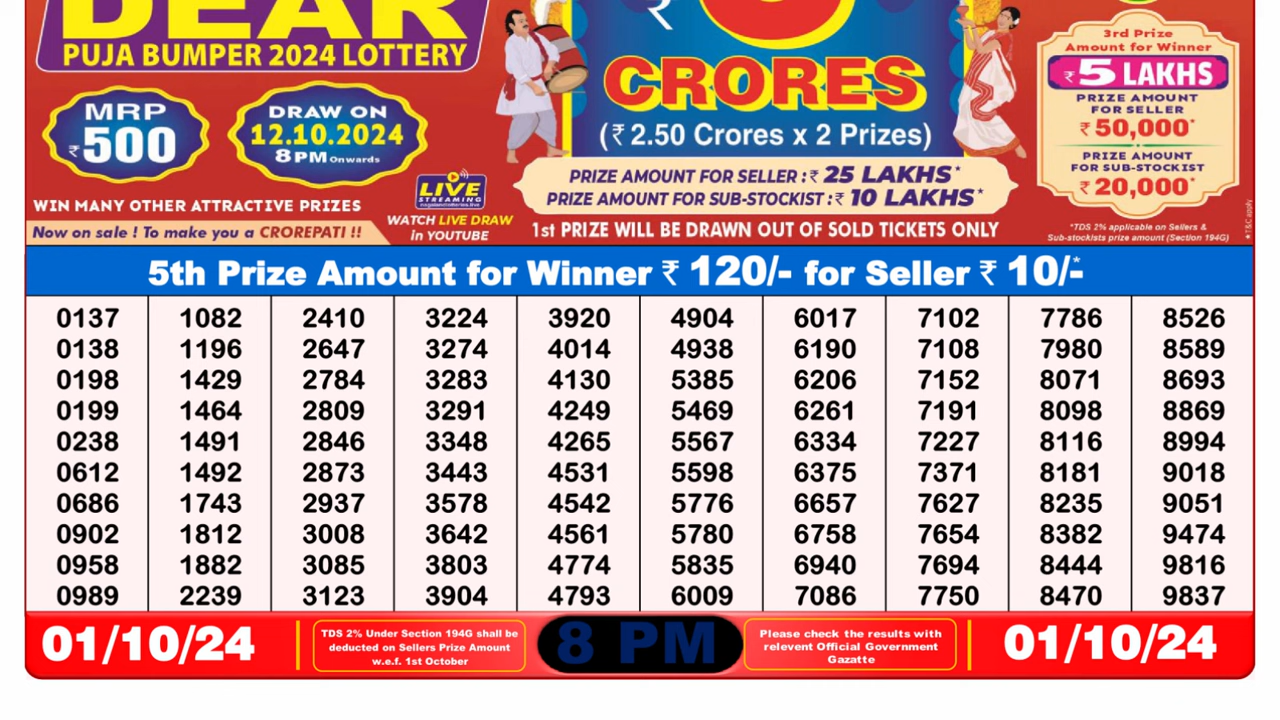 DEAR
PUJA BUMPER 2024 LOTTERY
MRP
₹500
DRAW ON
12.10.2024
8PM Onwards
WIN MANY OTHER ATTRACTIVE PRIZES
Now on sale ! To make you a CROREPATI !!
LIVE
STREAMING
WATCH LIVE DRAW
in YOUTUBE
₹
CRORES
(₹ 2.50 Crores x 2 Prizes)
PRIZE AMOUNT FOR SELLER :₹ 25 LAKHS*
PRIZE AMOUNT FOR SUB-STOCKIST :₹ 10 LAKHS*
1st PRIZE WILL BE DRAWN OUT OF SOLD TICKETS ONLY
3rd Prize
Amount for Winner
₹5 LAKHS
PRIZE AMOUNT
FOR SELLER
₹ 50,000*
PRIZE AMOUNT
FOR SUB-STOCKIST
₹ 20,000*
*TDS 2% applicable on Sellers &
Sub-stockists prize amount (Section 194G)
*T&C apply
5th Prize Amount for Winner ₹ 120/- for Seller ₹ 10/-*
0137 1082 2410 3224 3920 4904 6017 7102 7786 8526
0138 1196 2647 3274 4014 4938 6190 7108 7980 8589
0198 1429 2784 3283 4130 5385 6206 7152 8071 8693
0199 1464 2809 3291 4249 5469 6261 7191 8098 8869
0238 1491 2846 3348 4265 5567 6334 7227 8116 8994
0612 1492 2873 3443 4531 5598 6375 7371 8181 9018
0686 1743 2937 3578 4542 5776 6657 7627 8235 9051
0902 1812 3008 3642 4561 5780 6758 7654 8382 9474
0958 1882 3085 3803 4774 5835 6940 7694 8444 9816
0989 2239 3123 3904 4793 6009 7086 7750 8470 9837
01/10/24
TDS 2% Under Section 194G shall be
deducted on Sellers Prize Amount
w.e.f. 1st October
8 PM
Please check the results with
relevent Official Government
Gazatte
01/10/24